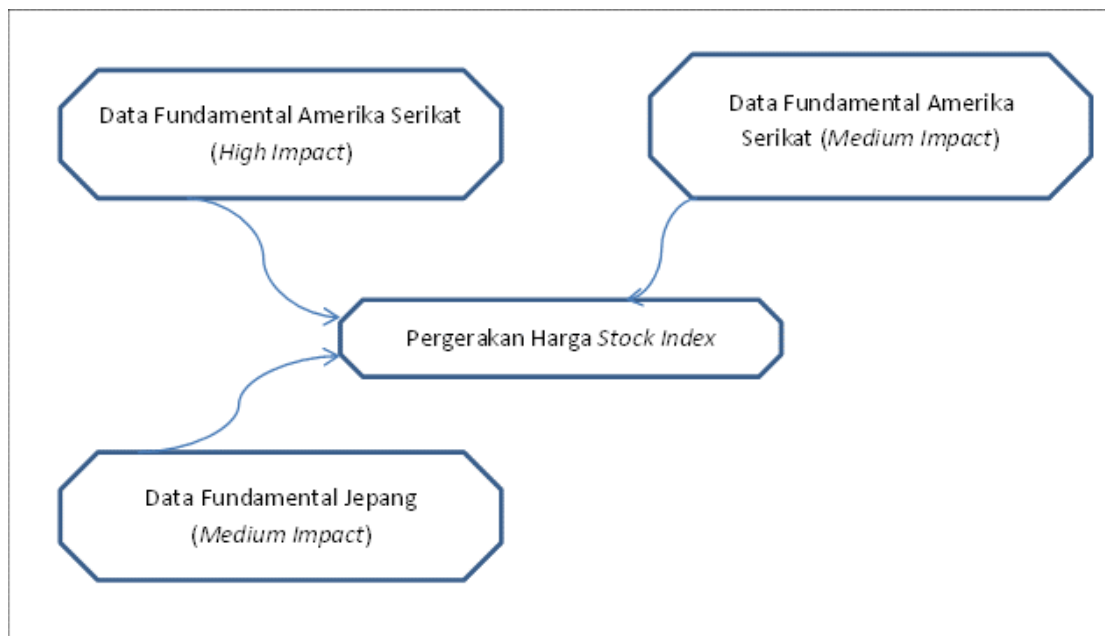 Data Fundamental Amerika Serikat
(High Impact)
Data Fundamental Amerika
Serikat (Medium Impact)
Pergerakan Harga Stock Index
Data Fundamental Jepang
(Medium Impact)